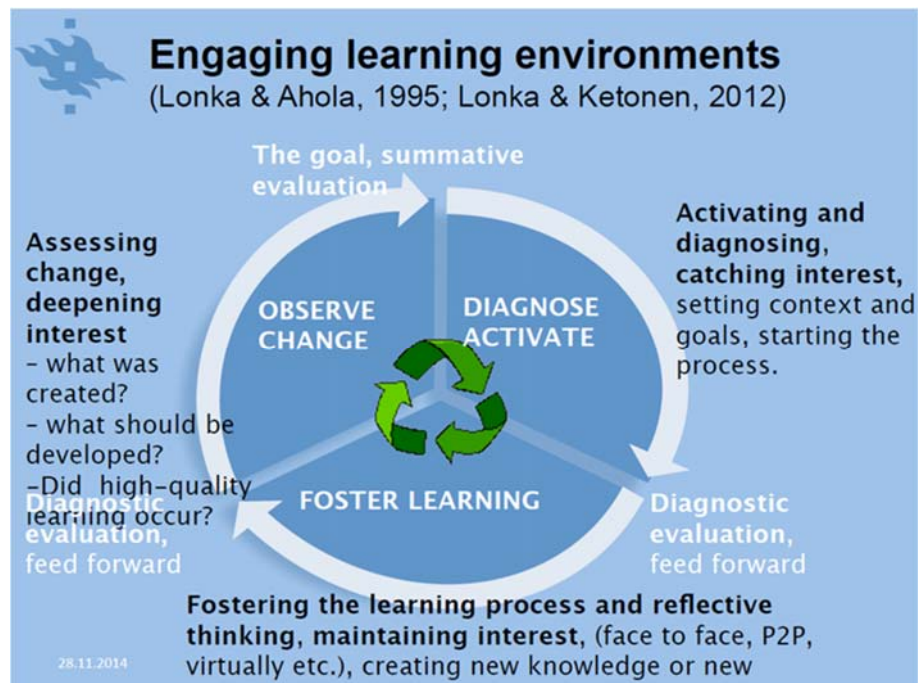 Engaging learning environments
(Lonka & Ahola, 1995; Lonka & Ketonen, 2012)
The goal, summative
evaluation
Activating and
diagnosing,
catching interest,
setting context and
goals, starting the
process.
DIAGNOSE
ACTIVATE
OBSERVE
CHANGE
Assessing
change,
deepening
interest
- what was
created?
- what should be
developed?
-Did high-quality
learning occur?
FOSTER LEARNING
Diagnostic
evaluation,
feed forward
Diagnostic
evaluation,
feed forward
Fostering the learning process and reflective
thinking, maintaining interest, (face to face, P2P,
virtually etc.), creating new knowledge or new
28.11.2014